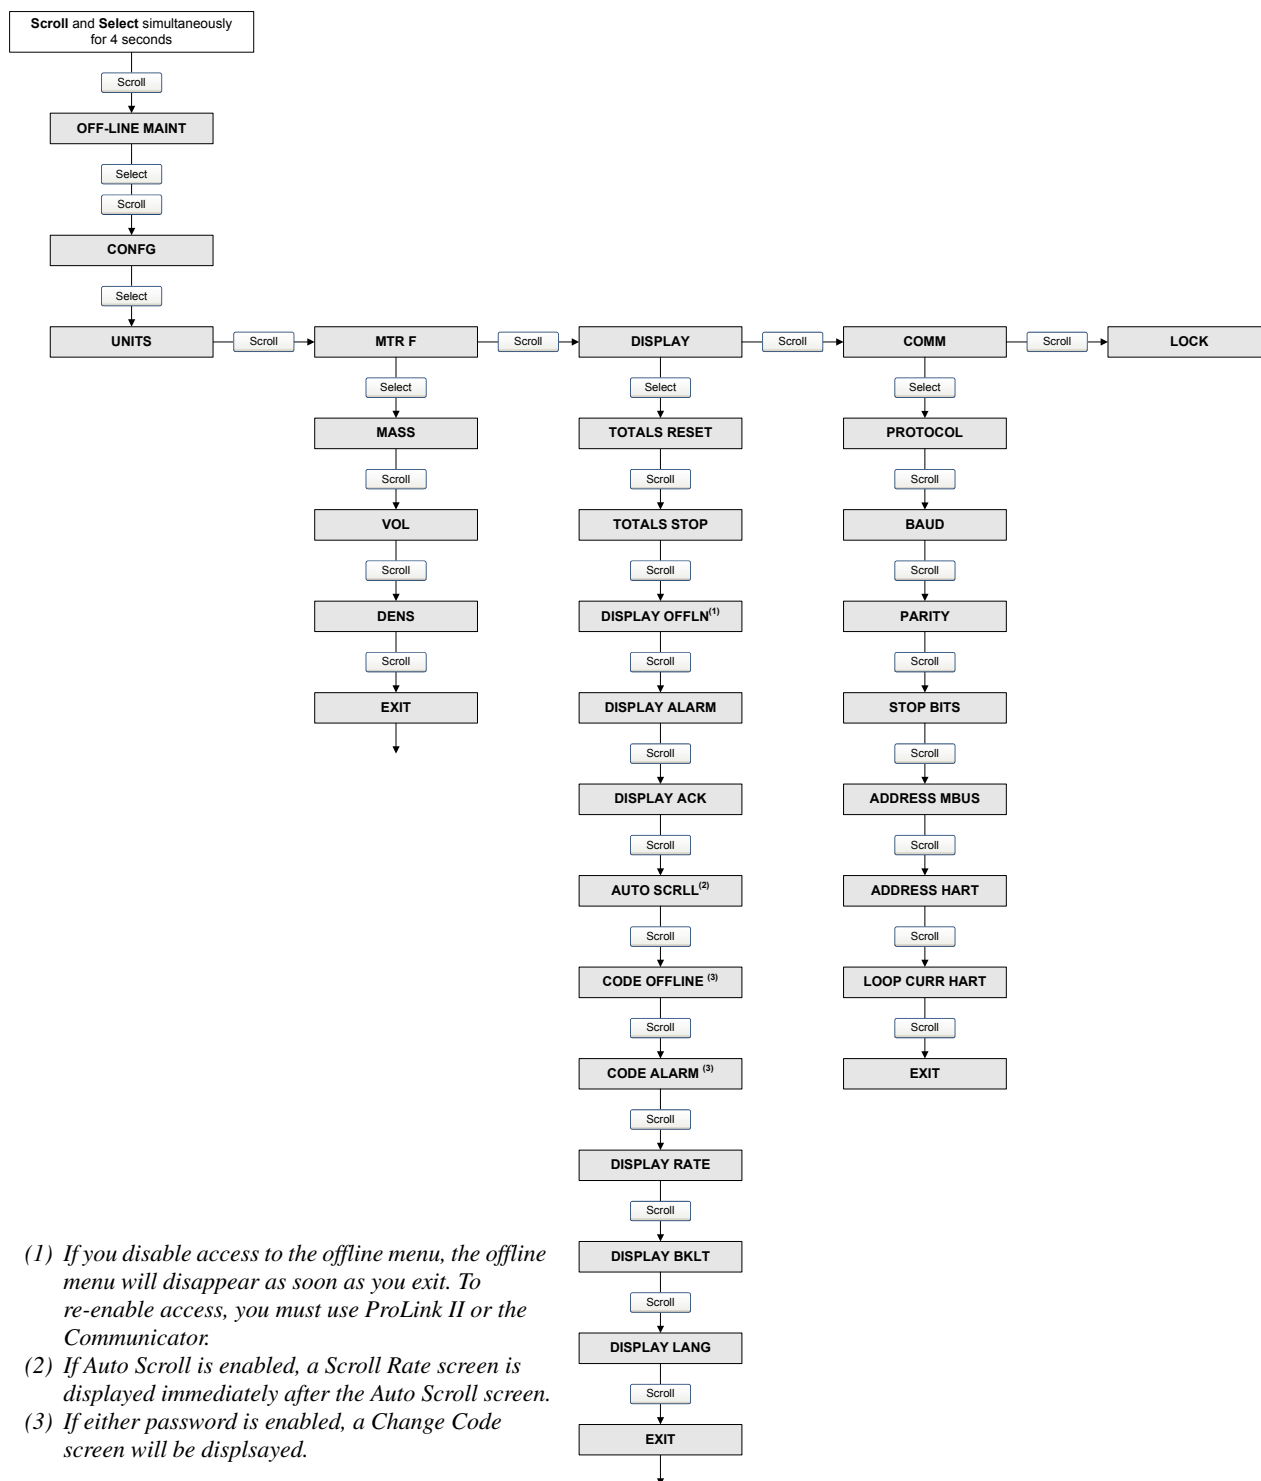 Scroll and Select simultaneously
for 4 seconds
Scroll
OFF-LINE MAINT
Select
Scroll
CONFG
Select
UNITS
Scroll
MTR F
Scroll
DISPLAY
Scroll
COMM
Scroll
LOCK
Select
MASS
Scroll
VOL
Scroll
DENS
Scroll
EXIT
Select
TOTALS RESET
Scroll
TOTALS STOP
Scroll
DISPLAY OFFLN(1)
Scroll
DISPLAY ALARM
Scroll
DISPLAY ACK
Scroll
AUTO SCRLL(2)
Scroll
CODE OFFLINE (3)
Scroll
CODE ALARM (3)
Scroll
DISPLAY RATE
Scroll
DISPLAY BKLT
Scroll
DISPLAY LANG
Scroll
EXIT
Select
PROTOCOL
Scroll
BAUD
Scroll
PARITY
Scroll
STOP BITS
Scroll
ADDRESS MBUS
Scroll
ADDRESS HART
Scroll
LOOP CURR HART
Scroll
EXIT
(1) If you disable access to the offline menu, the offline
menu will disappear as soon as you exit. To
re-enable access, you must use ProLink II or the
Communicator.
(2) If Auto Scroll is enabled, a Scroll Rate screen is
displayed immediately after the Auto Scroll screen.
(3) If either password is enabled, a Change Code
screen will be displsayed.